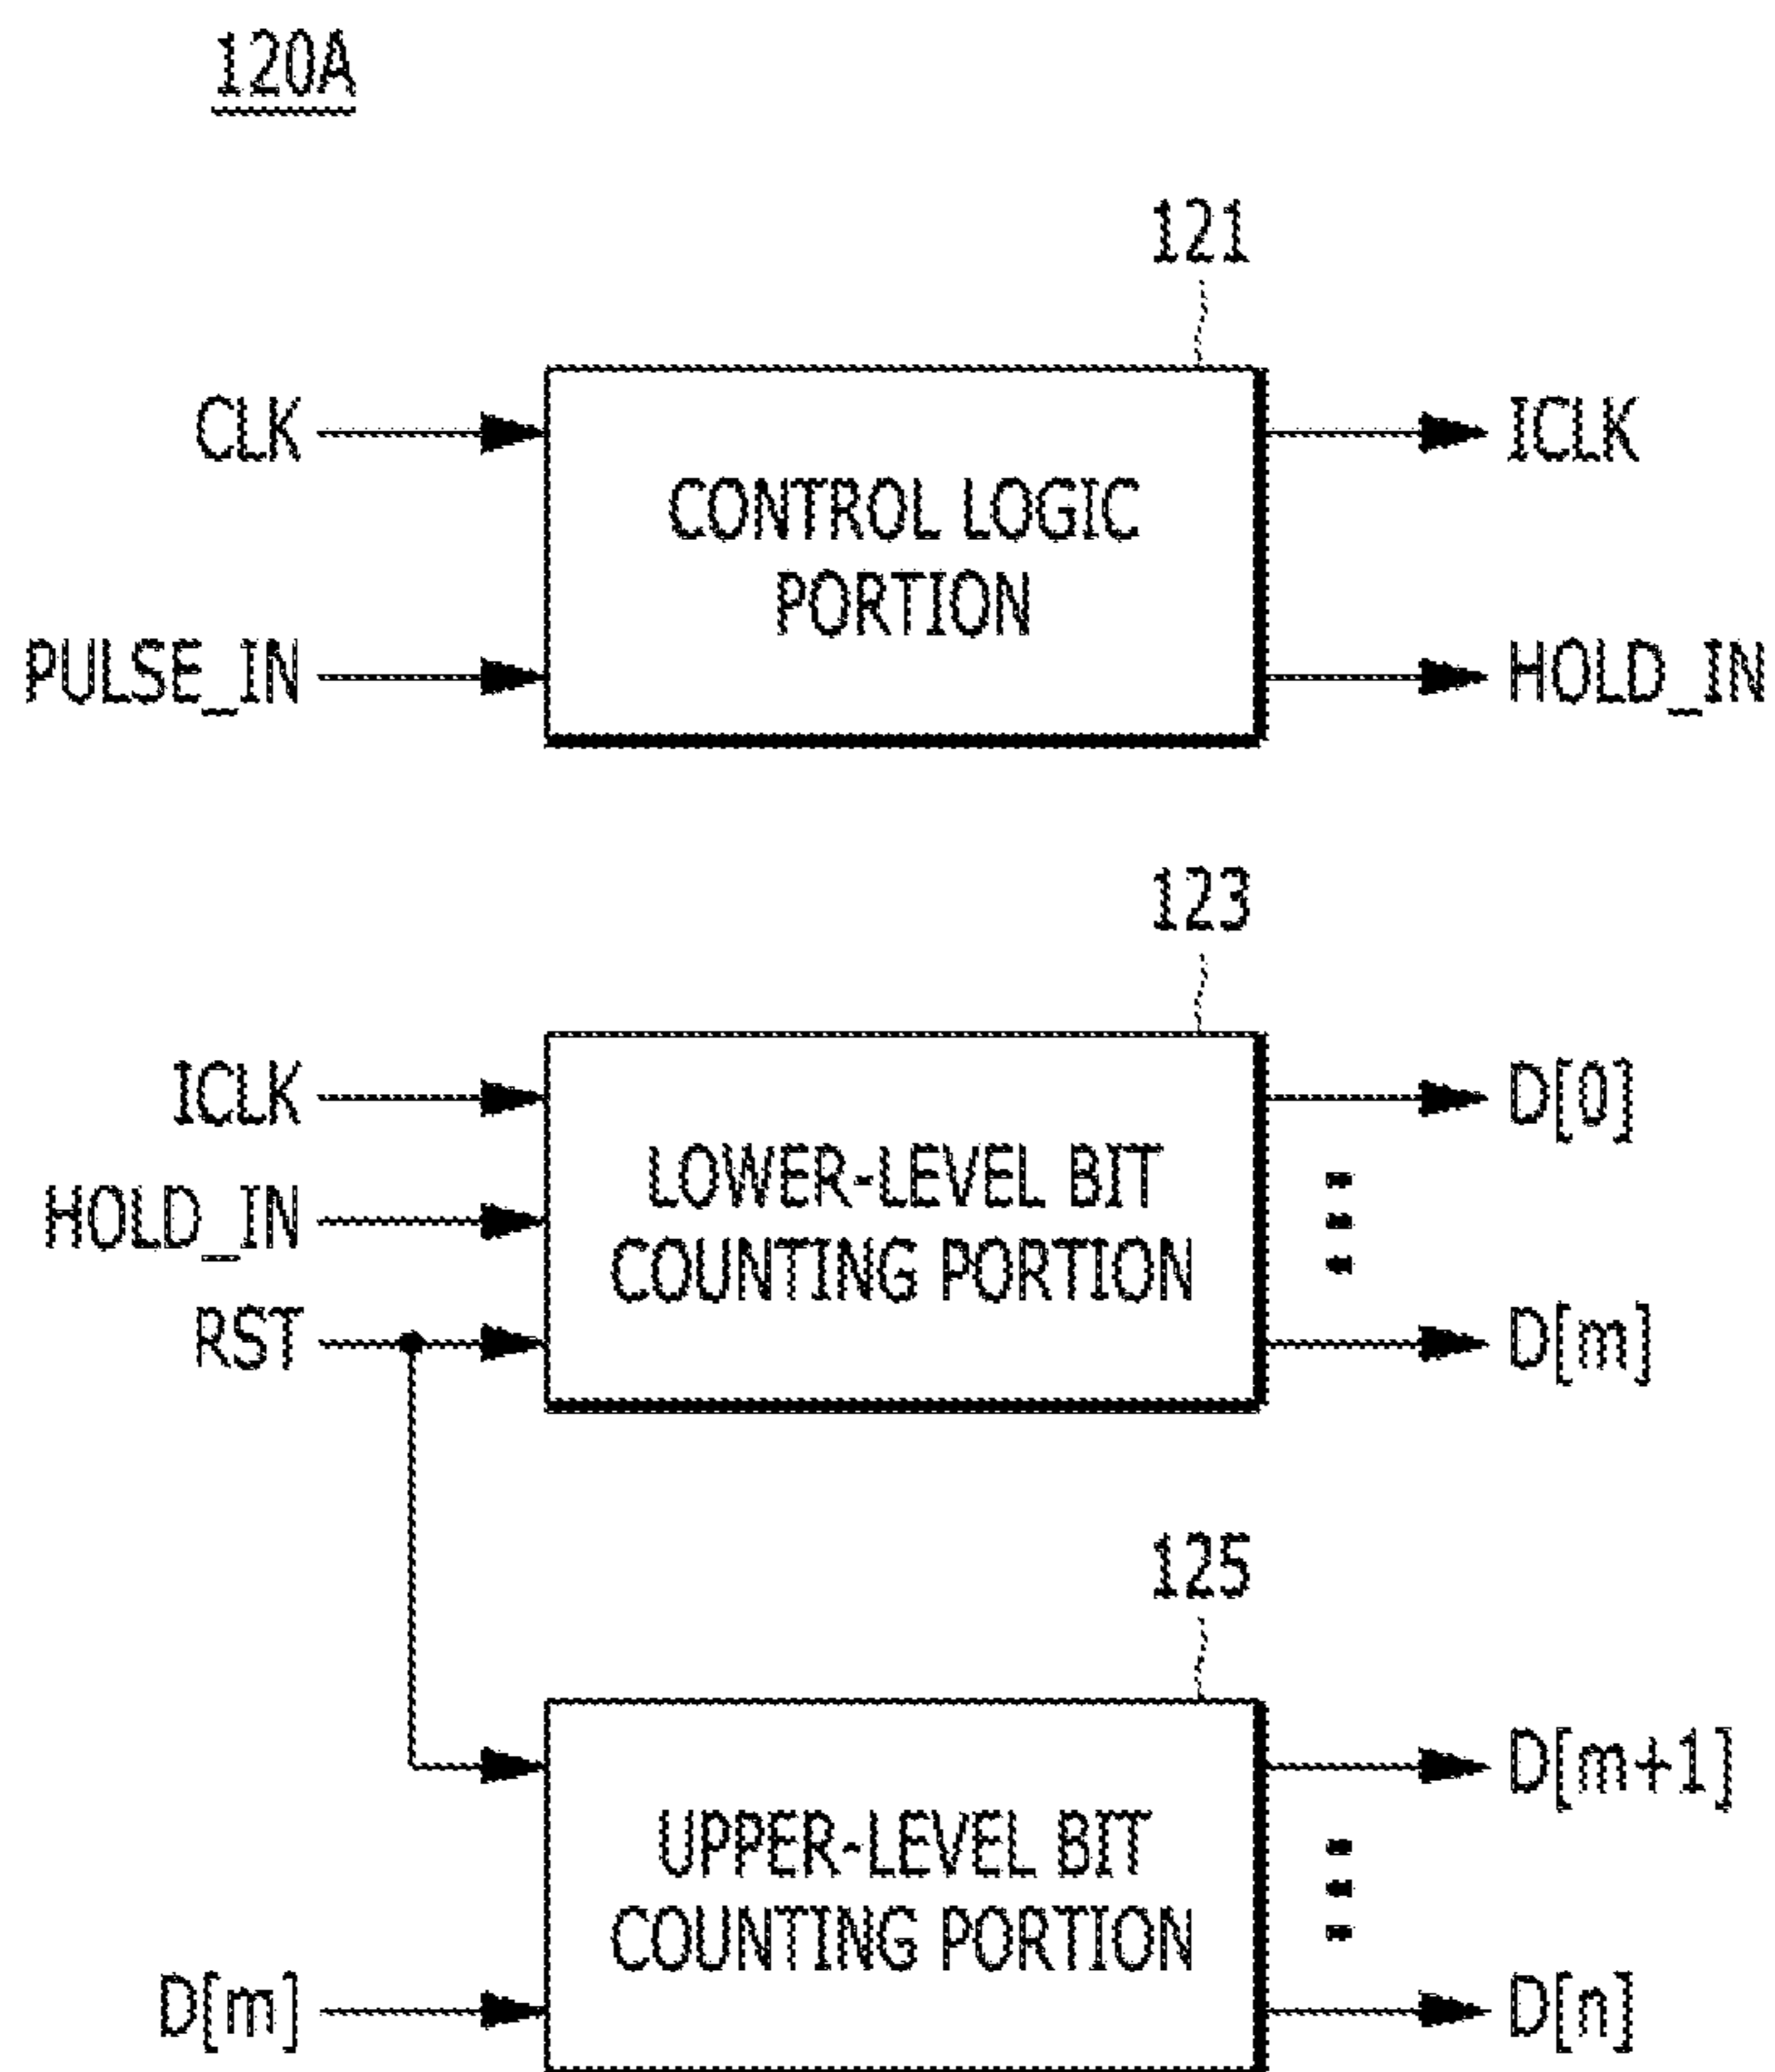 120A
121
CLK
ICLK
CONTROL LOGIC
PORTION
PULSE_IN
HOLD_IN
123
ICLK
D[0]
LOWER-LEVEL BIT
HOLD_IN
COUNTING PORTION
RST
D[m]
125
D[m+1]
UPPER-LEVEL BIT
COUNTING PORTION
D[m]
D[n]